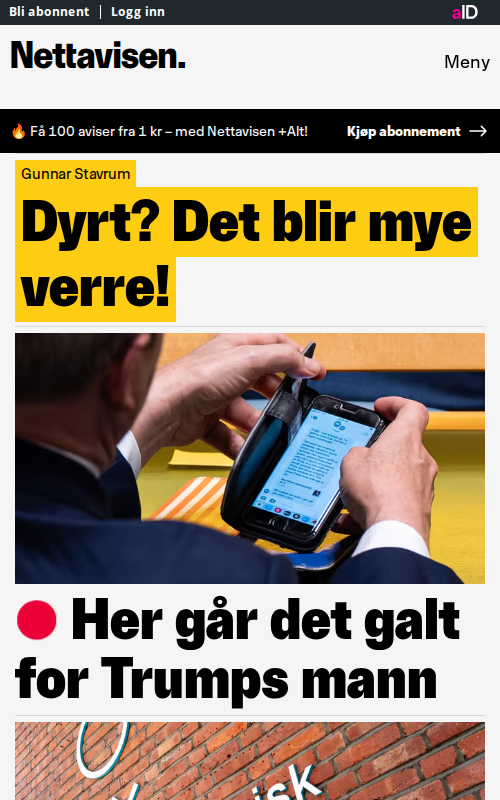 Bli abonnent | Logg inn
aID
Nettavisen.
Meny
🔥 Få 100 aviser fra 1 kr – med Nettavisen +Alt!
Kjøp abonnement →
Gunnar Stavrum
Dyrt? Det blir mye
verre!
Her går det galt
for Trumps mann
isk